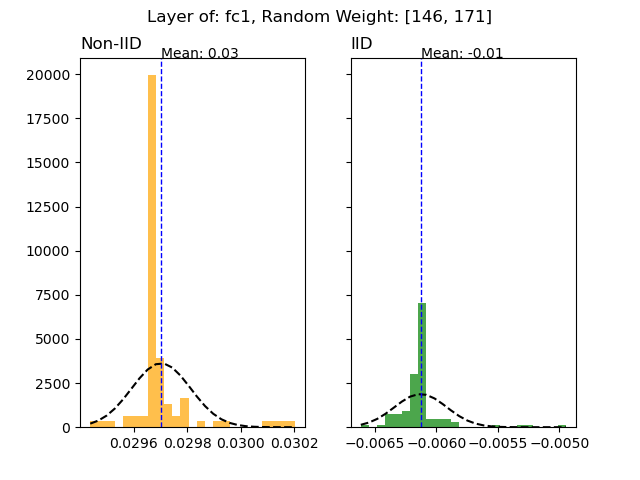 Layer of: fc1, Random Weight: [146, 171]
Non-IID
Mean: 0.03
IID
Mean: -0.01
20000
17500
15000
12500
10000
7500
5000
2500
0
0.0296 0.0298 0.0300 0.0302
−0.0065 −0.0060 −0.0055 −0.0050